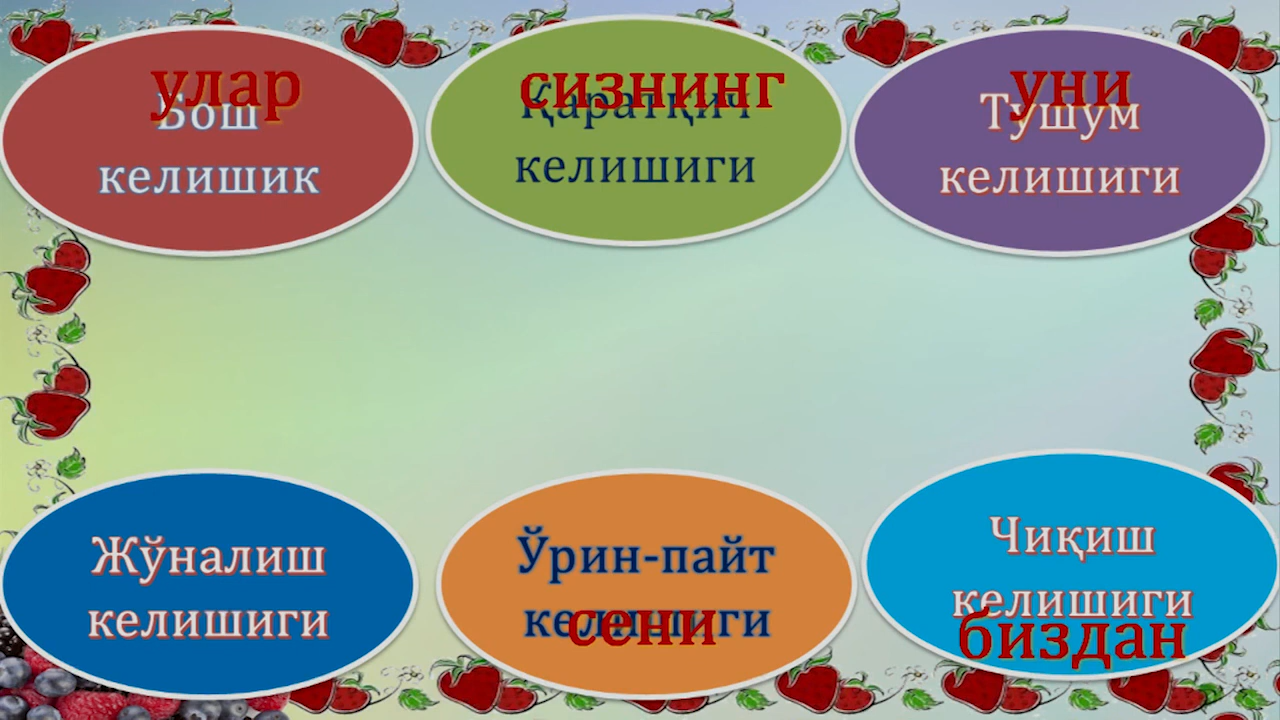 улар
Бош
келишик
сизнинг
Қаратқич
келишиги
уни
Тушум
келишиги
Жўналиш
келишиги
Ўрин-пайт
келишиги
сени
Чиқиш
келишиги
биздан